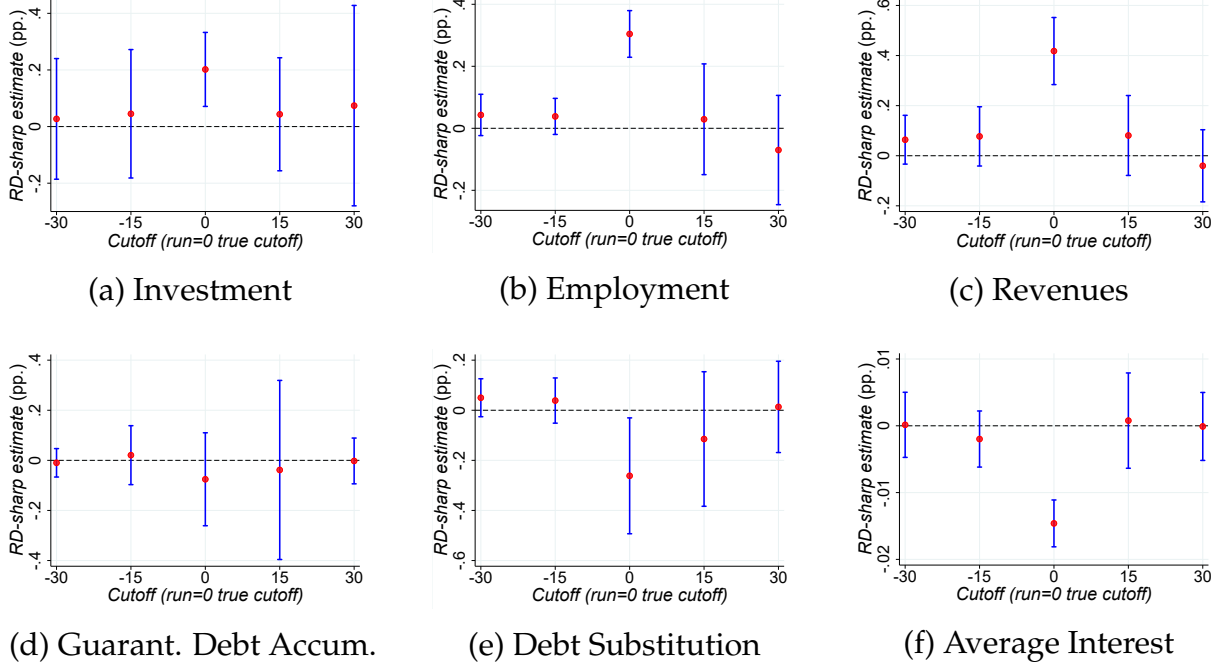 RD-sharp estimate (pp.)
.4
.2
0
-.2
-30 -15 0 15 30
Cutoff (run=0 true cutoff)
(a) Investment
RD-sharp estimate (pp.)
.4
.2
0
-.2
-30 -15 0 15 30
Cutoff (run=0 true cutoff)
(b) Employment
RD-sharp estimate (pp.)
.6
.4
.2
0
-.2
-30 -15 0 15 30
Cutoff (run=0 true cutoff)
(c) Revenues
RD-sharp estimate (pp.)
.4
.2
0
-.2
-.4
-30 -15 0 15 30
Cutoff (run=0 true cutoff)
(d) Guarant. Debt Accum.
RD-sharp estimate (pp.)
.2
0
-.2
-.4
-.6
-30 -15 0 15 30
Cutoff (run=0 true cutoff)
(e) Debt Substitution
RD-sharp estimate (pp.)
.01
0
-.01
-.02
-30 -15 0 15 30
Cutoff (run=0 true cutoff)
(f) Average Interest